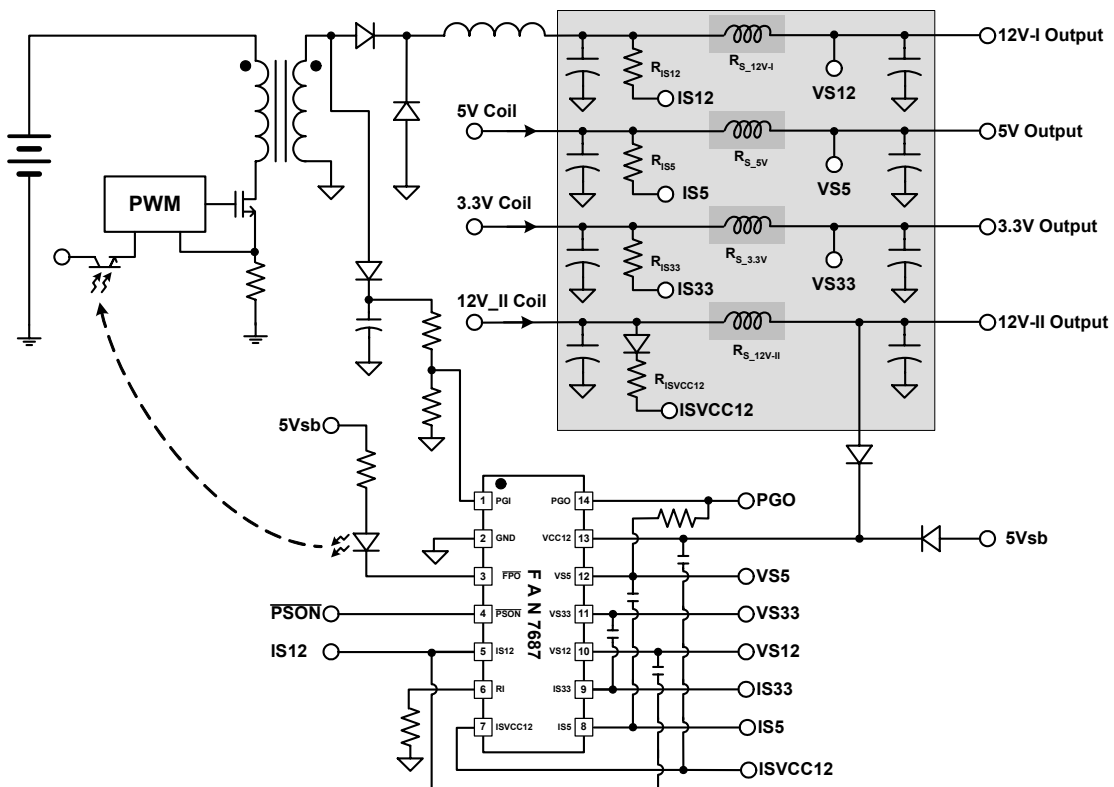 12V-I Output
R_S_12V-I
R_IS12
IS12
VS12
5V Coil
5V Output
R_S_5V
R_IS5
IS5
VS5
PWM
3.3V Coil
3.3V Output
R_S_3.3V
R_IS33
IS33
VS33
12V_II Coil
12V-II Output
R_S_12V-II
R_ISVCC12
ISVCC12
5Vsb
1 PGI PGO 14 PGO
2 GND VCC12 13 5Vsb
3 FPO VS5 12 VS5
PSON 4 PSON VS33 11 VS33
IS12 5 IS12 VS12 10 VS12
6 RI IS33 9 IS33
7 ISVCC12 IS5 8 IS5
FAN7687
ISVCC12